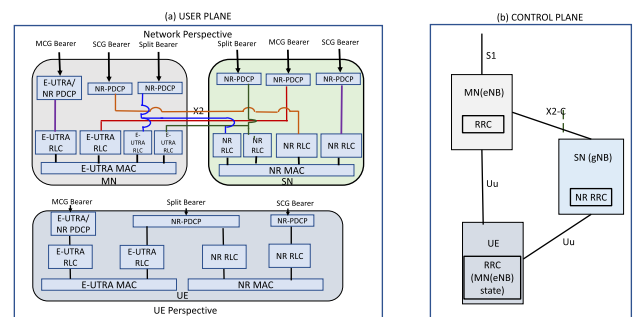 (a) USER PLANE
Network Perspective
MCG Bearer SCG Bearer Split Bearer
Split Bearer MCG Bearer SCG Bearer
E-UTRA/
NR PDCP
NR-PDCP
NR-PDCP
NR-PDCP
NR-PDCP
NR-PDCP
X2
E-UTRA
RLC
E-UTRA
RLC
E-
UTRA
RLC
E-
UTRA
RLC
NR
RLC
NR
RLC
NR RLC
NR RLC
E-UTRA MAC
MN
NR MAC
SN
MCG Bearer
Split Bearer
SCG Bearer
E-UTRA/
NR PDCP
NR-PDCP
NR-PDCP
E-UTRA
RLC
E-UTRA
RLC
NR RLC
NR RLC
E-UTRA MAC
NR MAC
UE
UE Perspective
(b) CONTROL PLANE
S1
MN(eNB)
RRC
X2-C
SN (gNB)
NR RRC
Uu
Uu
UE
RRC
(MN(eNB)
state)